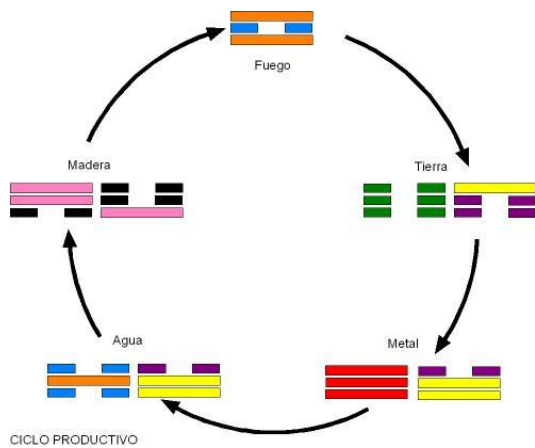 Fuego
Madera
Tierra
Agua
Metal
CICLO PRODUCTIVO